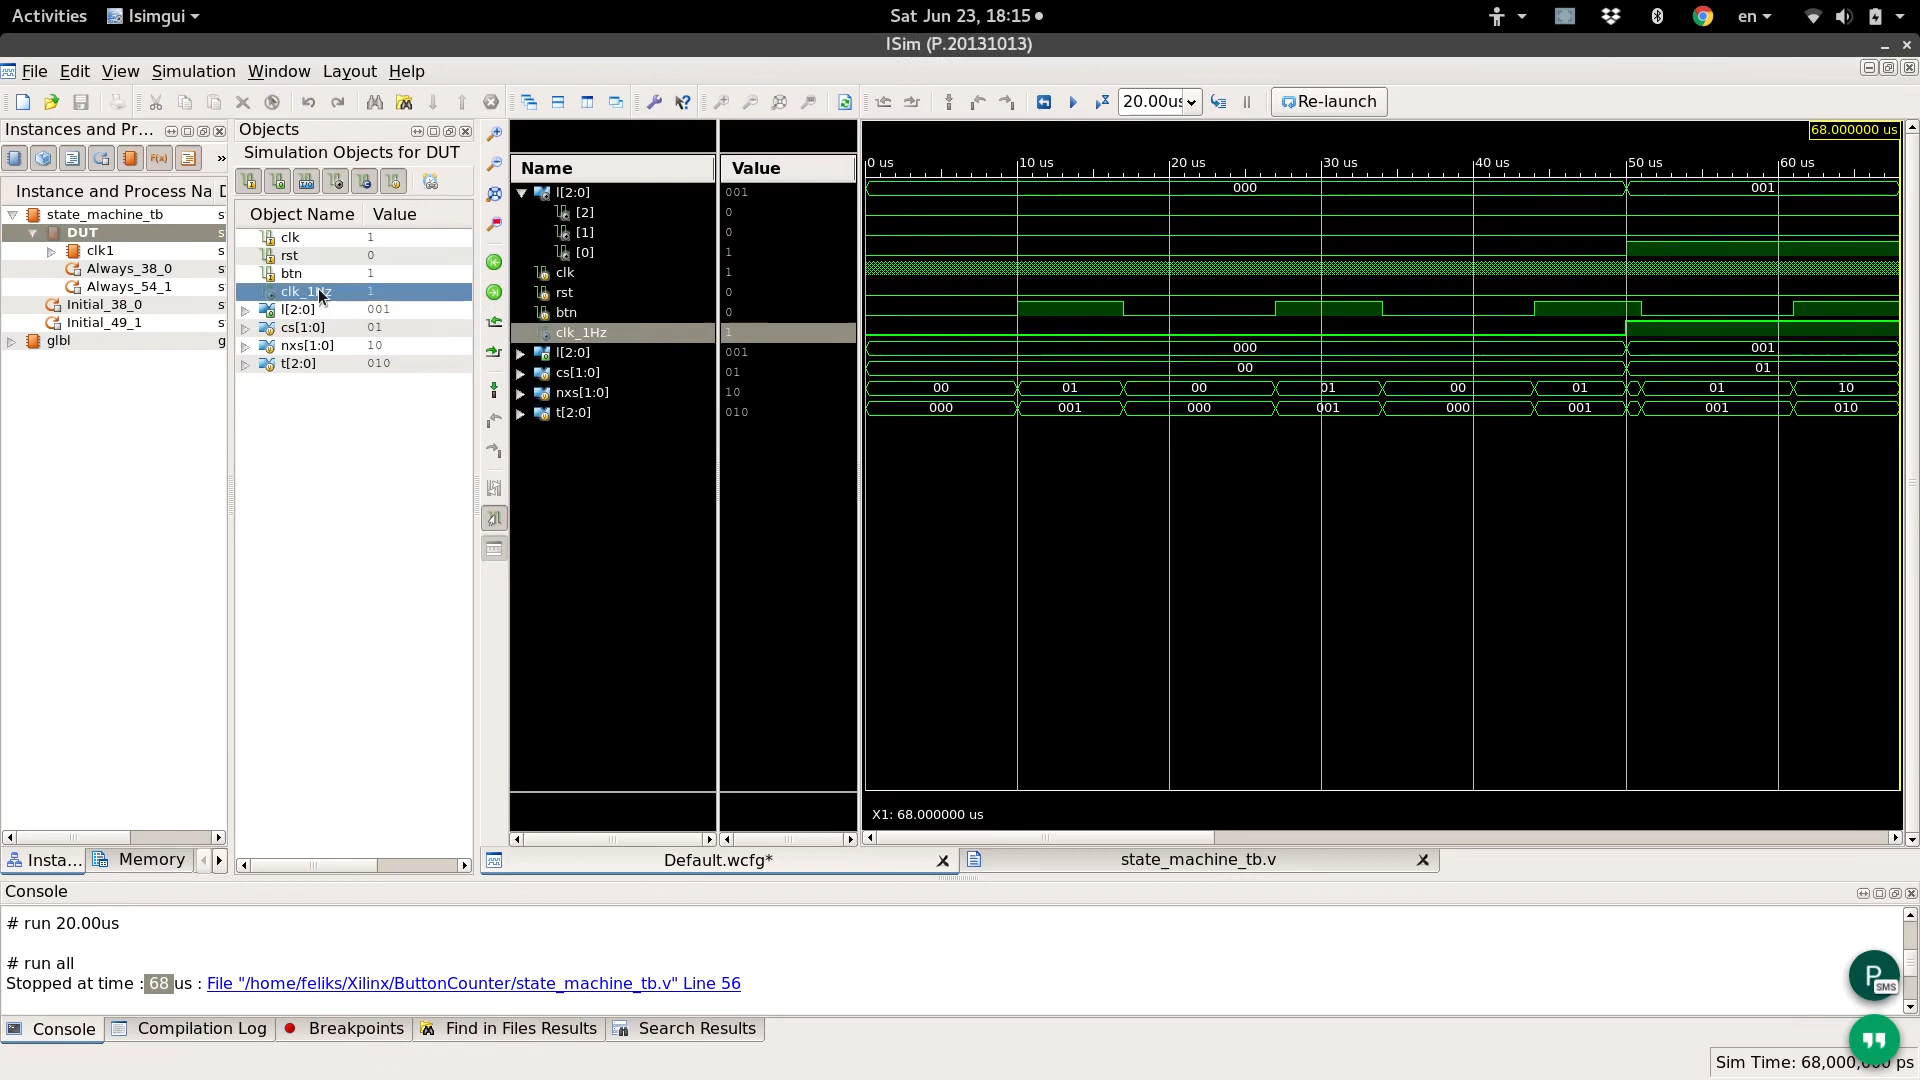 Activities Isimgui Sat Jun 23, 18:15 en
ISim (P.20131013)
File Edit View Simulation Window Layout Help
20.00us Re-launch
Instances and Pr... Objects
Simulation Objects for DUT
68.000000 us
F(x) »
Name Value
0 us 10 us 20 us 30 us 40 us 50 us 60 us
Instance and Process Na D
Object Name Value
state_machine_tb s
DUT s
clk1 s
Always_38_0 s
Always_54_1 s
Initial_38_0 s
Initial_49_1 s
glbl g
clk 1
rst 0
btn 1
clk_1Hz 1
l[2:0] 001
cs[1:0] 01
nxs[1:0] 10
t[2:0] 010
l[2:0] 001 000 001
[2] 0
[1] 0
[0] 1
clk 1
rst 0
btn 0
clk_1Hz 1
l[2:0] 001 000 001
cs[1:0] 01 00 01
nxs[1:0] 10 00 01 00 01 00 01 01 10
t[2:0] 010 000 001 000 001 000 001 001 010
X1: 68.000000 us
Insta... Memory
Default.wcfg* state_machine_tb.v
Console
# run 20.00us
# run all
Stopped at time : 68 us : File "/home/feliks/Xilinx/ButtonCounter/state_machine_tb.v" Line 56
P SMS
Console Compilation Log Breakpoints Find in Files Results Search Results
Sim Time: 68,000, ps